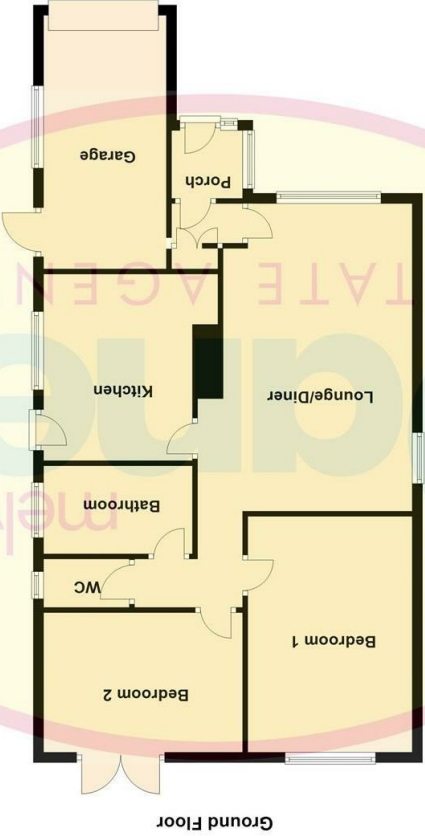 Ground Floor
Bedroom 1
Bedroom 2
WC
Bathroom
Lounge/Diner
Kitchen
Porch
Garage